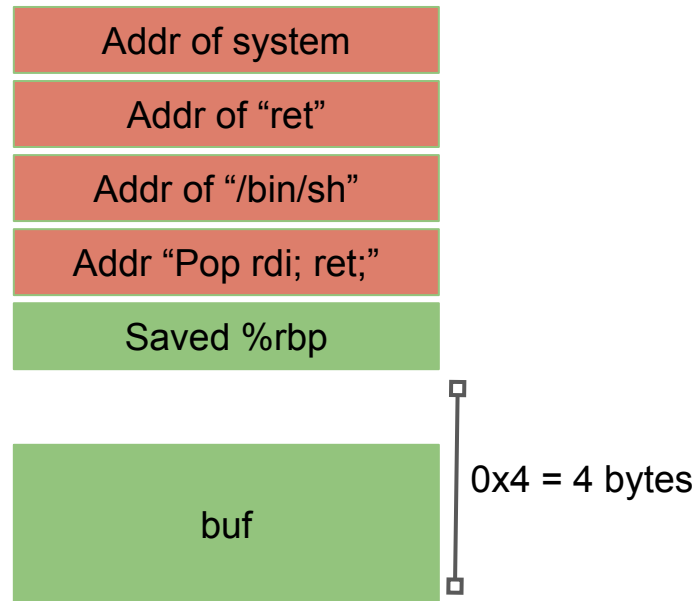 Addr of system
Addr of “ret”
Addr of “/bin/sh”
Addr “Pop rdi; ret;”
Saved %rbp
0x4 = 4 bytes
buf